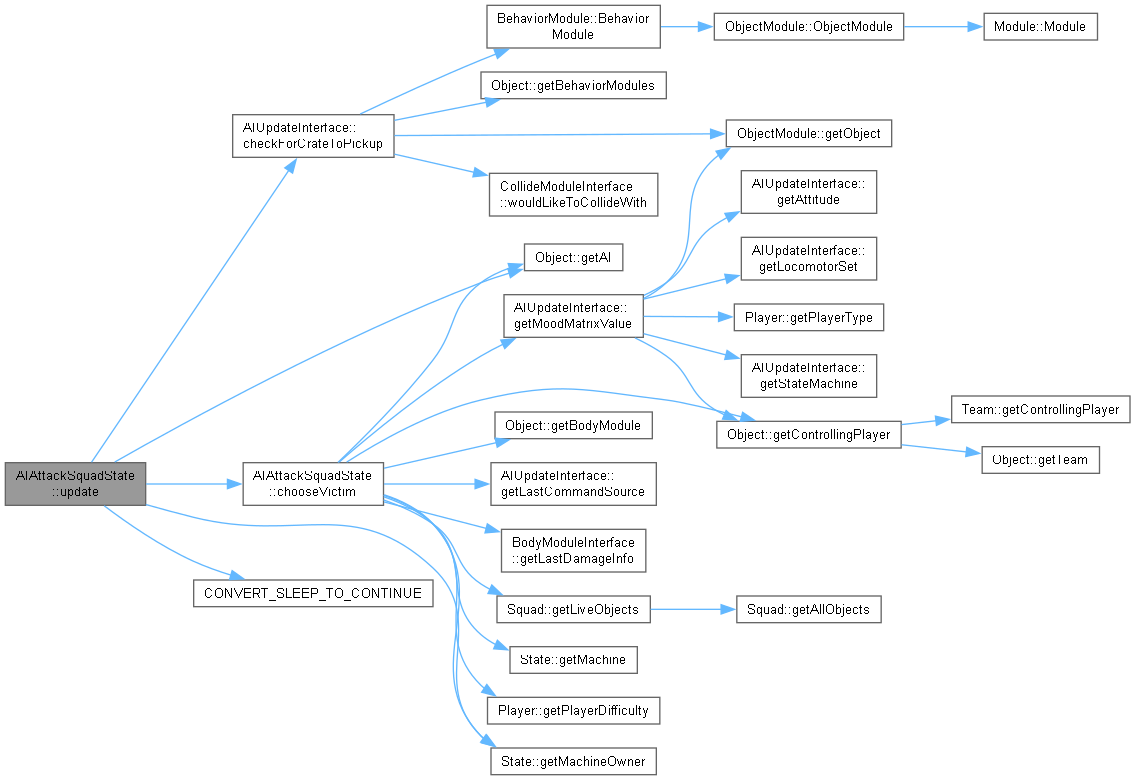 BehaviorModule::Behavior
Module
ObjectModule::ObjectModule
Module::Module
Object::getBehaviorModules
AIUpdateInterface::
checkForCrateToPickup
ObjectModule::getObject
CollideModuleInterface
::wouldLikeToCollideWith
AIUpdateInterface::
getAttitude
Object::getAI
AIUpdateInterface::
getLocomotorSet
AIUpdateInterface::
getMoodMatrixValue
Player::getPlayerType
AIUpdateInterface::
getStateMachine
Team::getControllingPlayer
Object::getBodyModule
Object::getControllingPlayer
Object::getTeam
AIAttackSquadState
::update
AIAttackSquadState
::chooseVictim
AIUpdateInterface::
getLastCommandSource
BodyModuleInterface
::getLastDamageInfo
CONVERT_SLEEP_TO_CONTINUE
Squad::getLiveObjects
Squad::getAllObjects
State::getMachine
Player::getPlayerDifficulty
State::getMachineOwner